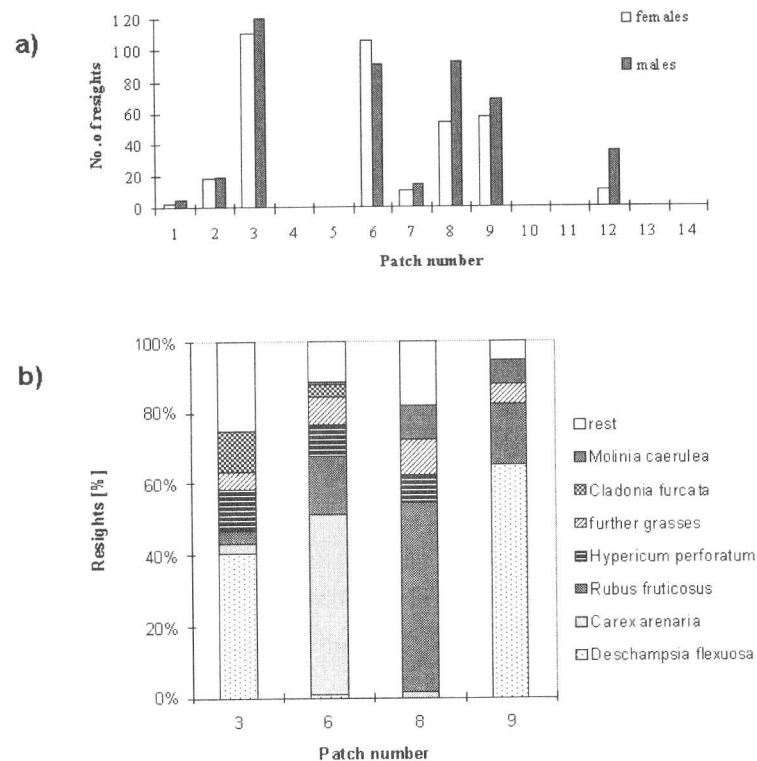 a)
females
males
No. of resights
120
100
80
60
40
20
0
1 2 3 4 5 6 7 8 9 10 11 12 13 14
Patch number
b)
Resights [%]
100%
80%
60%
40%
20%
0%
3 6 8 9
Patch number
rest
Molinia caerulea
Cladonia furcata
further grasses
Hypericum perforatum
Rubus fruticosus
Carex arenaria
Deschampsia flexuosa